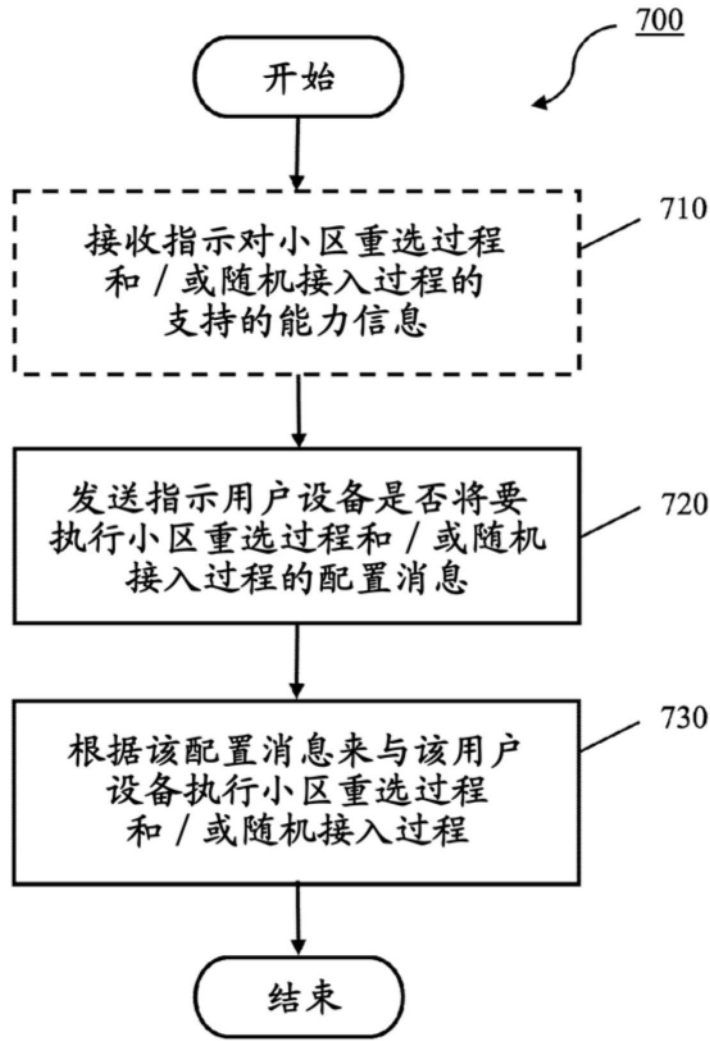 700
开始
710
接收指示对小区重选过程
和/或随机接入过程的
支持的能力信息
720
发送指示用户设备是否将要
执行小区重选过程和/或随机
接入过程的配置消息
730
根据该配置消息来与该用户
设备执行小区重选过程
和/或随机接入过程
结束